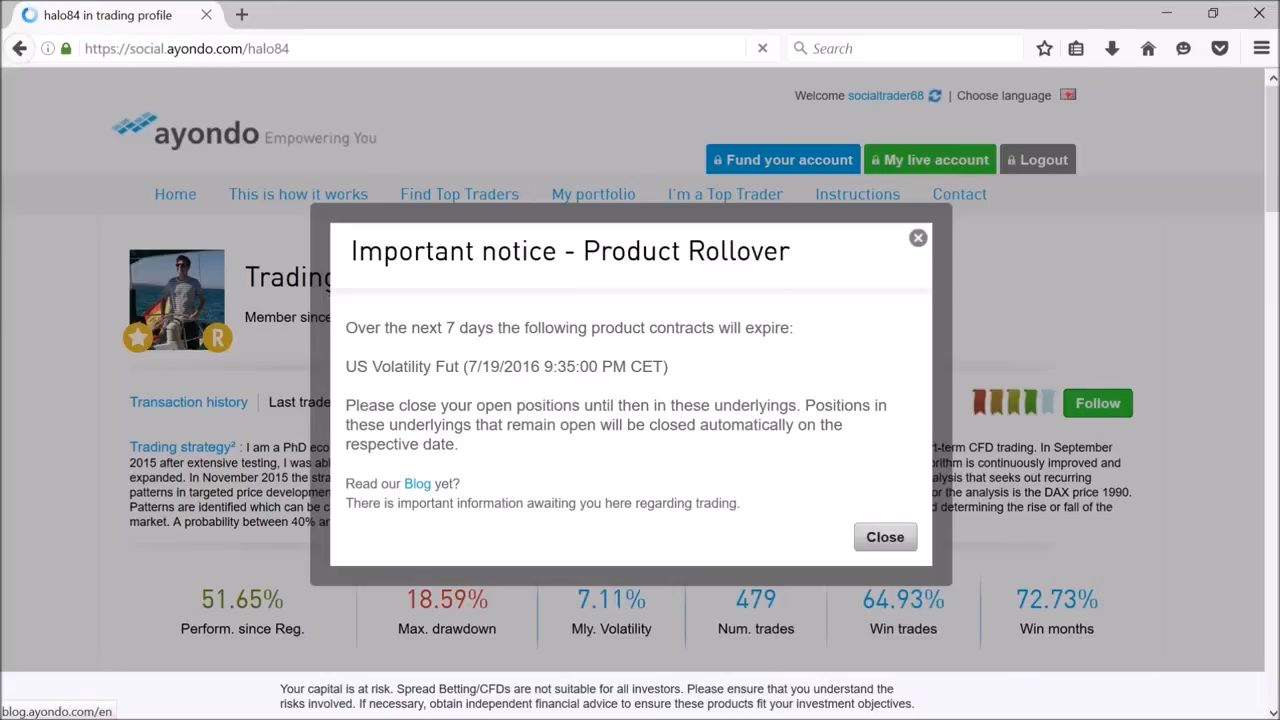 halo84 in trading profile
https://social.ayondo.com/halo84
Search
Welcome socialtrader68 | Choose language
ayondo Empowering You
Fund your account My live account Logout
Home This is how it works Find Top Traders My portfolio I'm a Top Trader Instructions Contact
Important notice - Product Rollover
Trading
Member since
R
Over the next 7 days the following product contracts will expire:
US Volatility Fut (7/19/2016 9:35:00 PM CET)
Please close your open positions until then in these underlyings. Positions in
these underlyings that remain open will be closed automatically on the
respective date.
Read our Blog yet?
There is important information awaiting you here regarding trading.
Close
Transaction history Last trade
Follow
Trading strategy² : I am a PhD eco rt-term CFD trading. In September
2015 after extensive testing, I was abl orithm is continuously improved and
expanded. In November 2015 the stra alysis that seeks out recurring
patterns in targeted price developmen or the analysis is the DAX price 1990.
Patterns are identified which can be c d determining the rise or fall of the
market. A probability between 40% an
51.65% 18.59% 7.11% 479 64.93% 72.73%
Perform. since Reg. Max. drawdown Mly. Volatility Num. trades Win trades Win months
Your capital is at risk. Spread Betting/CFDs are not suitable for all investors. Please ensure that you understand the
risks involved. If necessary, obtain independent financial advice to ensure these products fit your investment objectives.
blog.ayondo.com/en